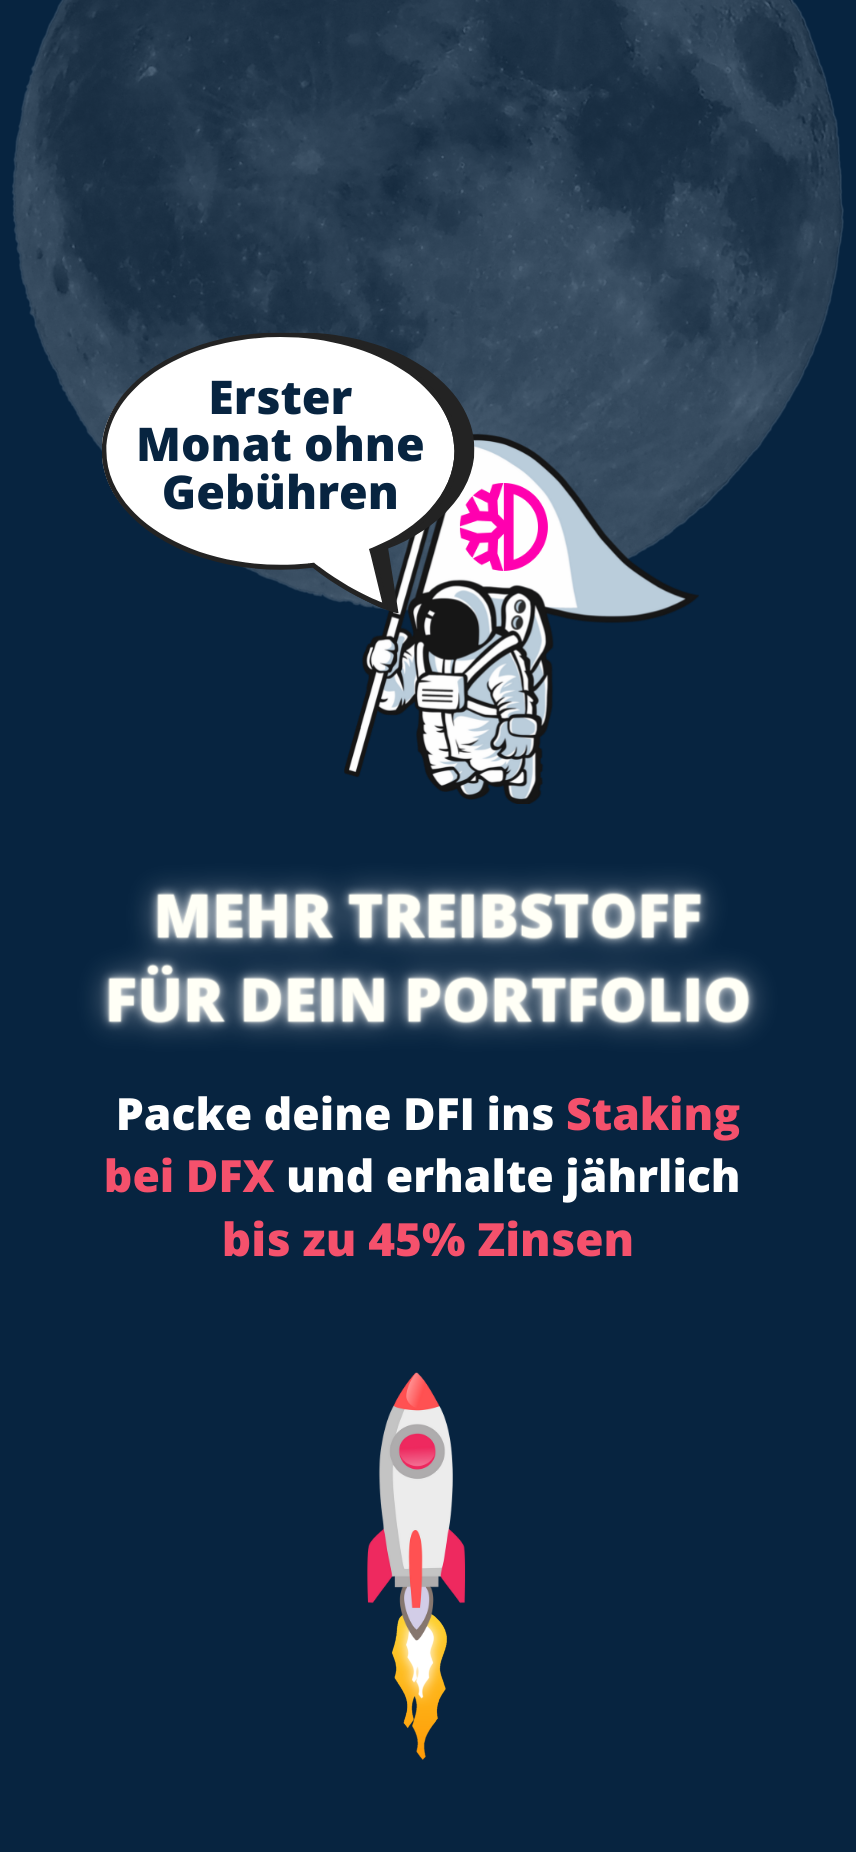 Erster
Monat ohne
Gebühren
MEHR TREIBSTOFF
FÜR DEIN PORTFOLIO
Packe deine DFI ins Staking
bei DFX und erhalte jährlich
bis zu 45% Zinsen